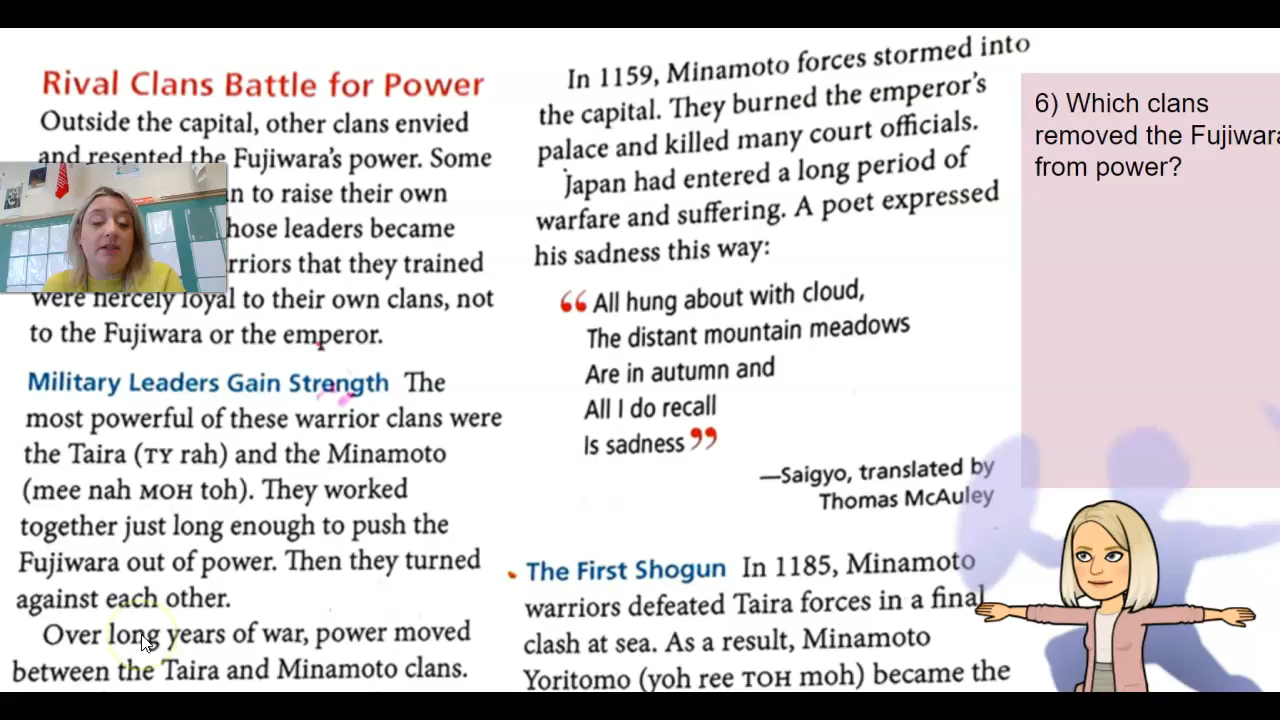 Rival Clans Battle for Power
Outside the capital, other clans envied
and resented the Fujiwara's power. Some
n to raise their own
hose leaders became
rriors that they trained
were fiercely loyal to their own clans, not
to the Fujiwara or the emperor.
Military Leaders Gain Strength The
most powerful of these warrior clans were
the Taira (TY rah) and the Minamoto
(mee nah MOH toh). They worked
together just long enough to push the
Fujiwara out of power. Then they turned
against each other.
Over long years of war, power moved
between the Taira and Minamoto clans.
In 1159, Minamoto forces stormed into
the capital. They burned the emperor's
palace and killed many court officials.
Japan had entered a long period of
warfare and suffering. A poet expressed
his sadness this way:
“All hung about with cloud,
The distant mountain meadows
Are in autumn and
All I do recall
Is sadness”
—Saigyo, translated by
Thomas McAuley
The First Shogun In 1185, Minamoto
warriors defeated Taira forces in a final
clash at sea. As a result, Minamoto
Yoritomo (yoh ree TOH moh) became the
6) Which clans
removed the Fujiwara
from power?